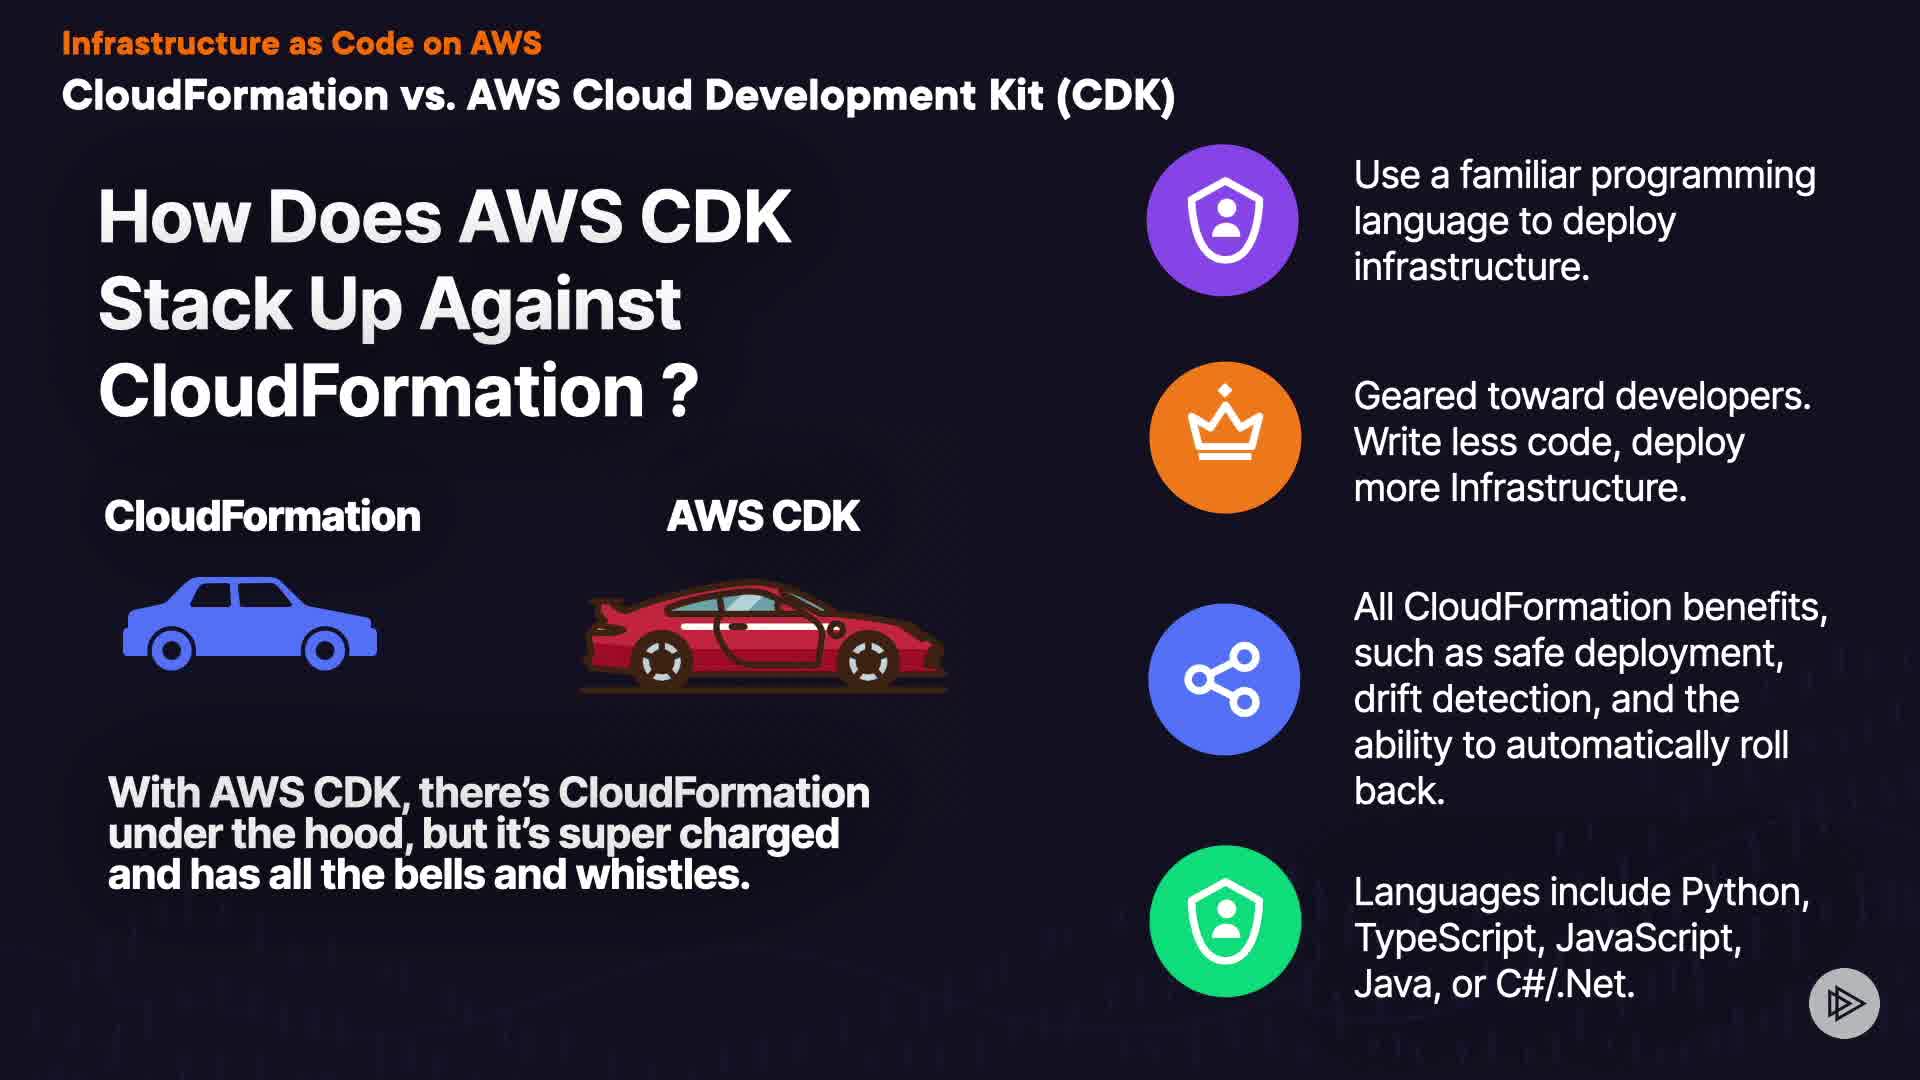 Infrastructure as Code on AWS
CloudFormation vs. AWS Cloud Development Kit (CDK)
How Does AWS CDK
Stack Up Against
CloudFormation ?
CloudFormation
AWS CDK
With AWS CDK, there's CloudFormation
under the hood, but it's super charged
and has all the bells and whistles.
Use a familiar programming
language to deploy
infrastructure.
Geared toward developers.
Write less code, deploy
more Infrastructure.
All CloudFormation benefits,
such as safe deployment,
drift detection, and the
ability to automatically roll
back.
Languages include Python,
TypeScript, JavaScript,
Java, or C#/.Net.